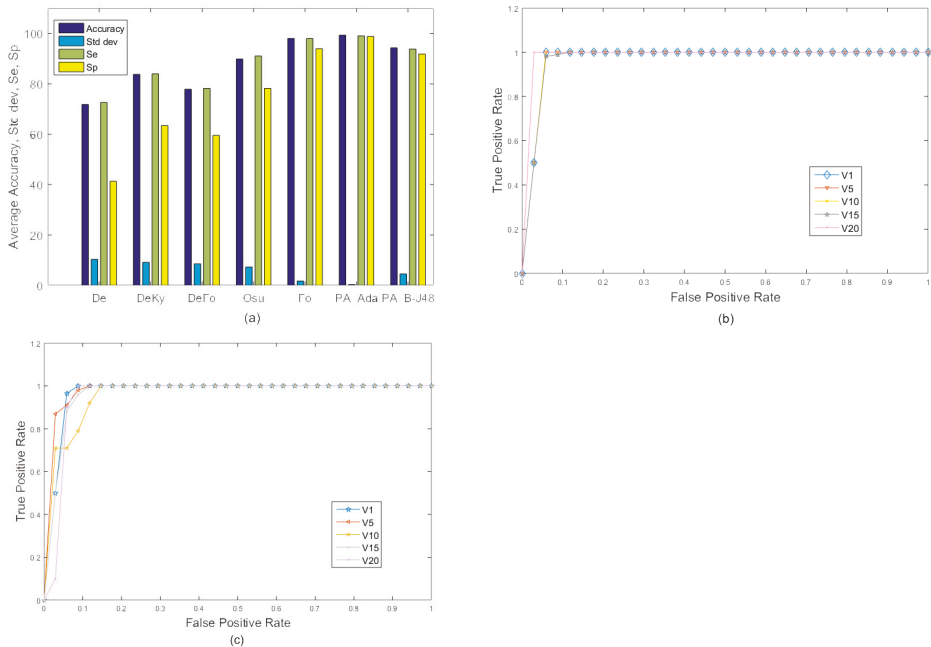 Average Accuracy, Std dev, Se, Sp
100
80
60
40
20
0
Accuracy
Std dev
Se
Sp
De DeKy DeГo Osu Гo PA Ada PA B-J48
(a)
True Positive Rate
1.2
1
0.8
0.6
0.4
0.2
0
V1
V5
V10
V15
V20
0 0.1 0.2 0.3 0.4 0.5 0.6 0.7 0.8 0.9 1
False Positive Rate
(b)
True Positive Rate
1.2
1
0.8
0.6
0.4
0.2
0
V1
V5
V10
V15
V20
0 0.1 0.2 0.3 0.4 0.5 0.6 0.7 0.8 0.9 1
False Positive Rate
(c)